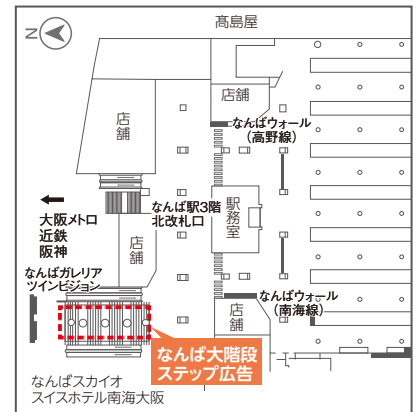 髙島屋
N
店舗
店舗
なんばウォール
(高野線)
なんば駅3階
北改札口
大阪メトロ
近鉄
阪神
駅務室
店舗
なんばガレリア
ツインビジョン
なんばウォール
(南海線)
店舗
なんば大階段
ステップ広告
なんばスカイオ
スイスホテル南海大阪